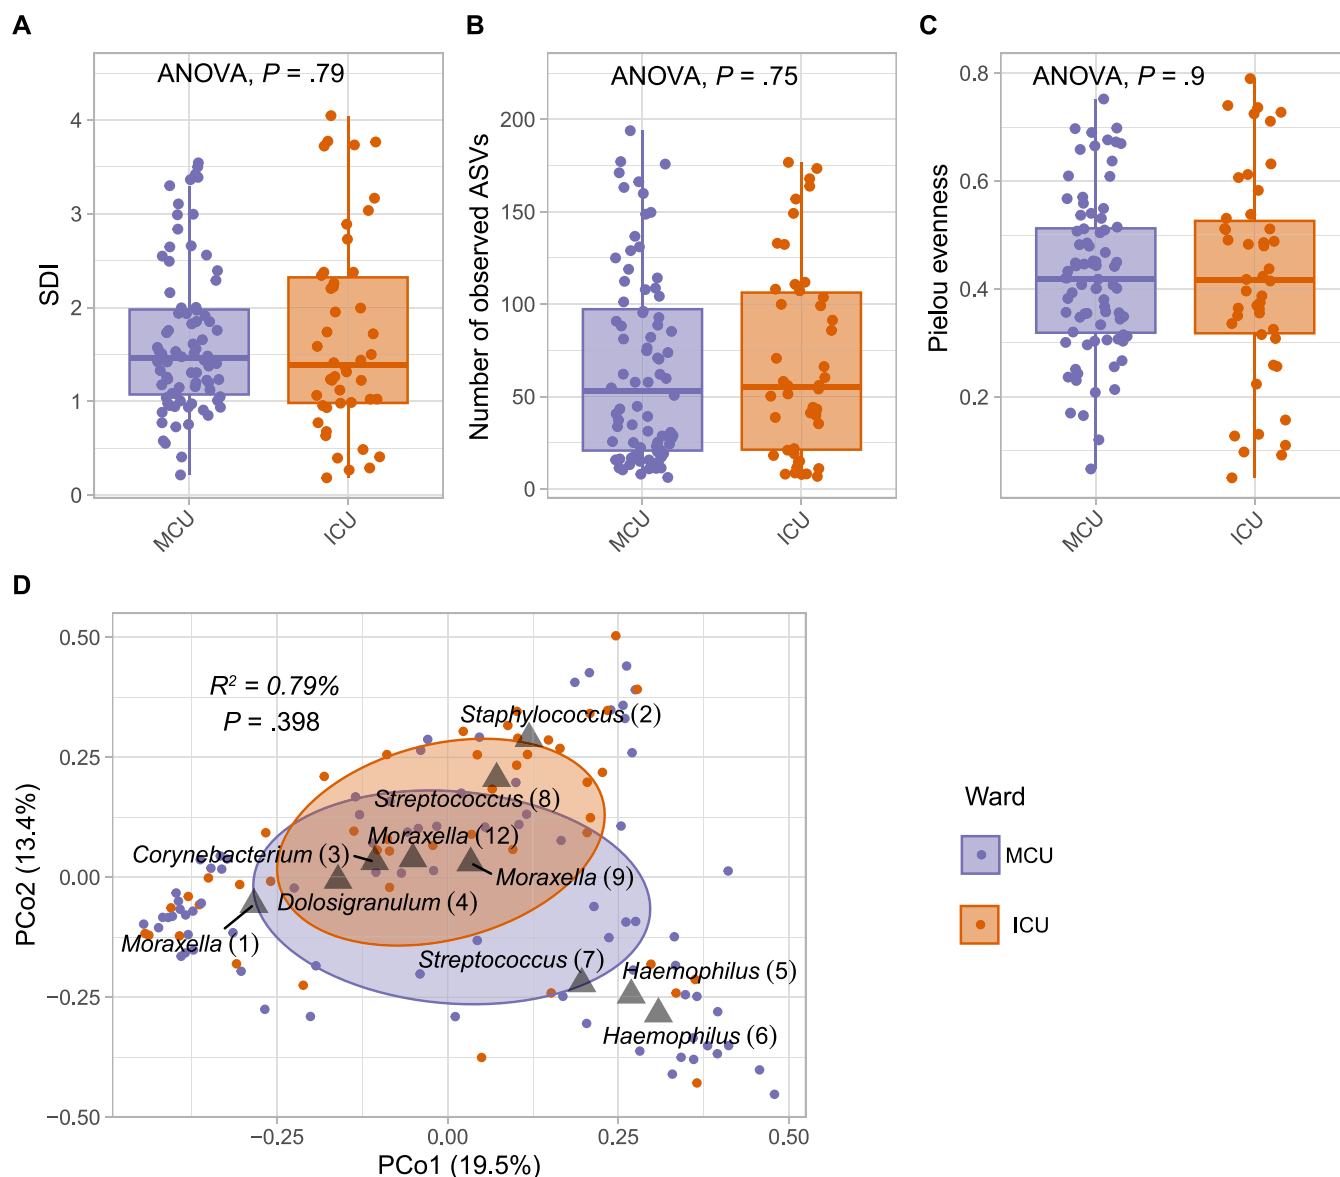 A
ANOVA, P = .79
SDI
4
3
2
1
0
MCU
ICU
B
ANOVA, P = .75
Number of observed ASVs
200
150
100
50
0
MCU
ICU
C
ANOVA, P = .9
Pielou evenness
0.8
0.6
0.4
0.2
MCU
ICU
D
R² = 0.79%
P = .398
PCo2 (13.4%)
0.50
0.25
0.00
−0.25
−0.50
Staphylococcus (2)
Streptococcus (8)
Moraxella (12)
Corynebacterium (3)
Moraxella (9)
Dolosigranulum (4)
Moraxella (1)
Streptococcus (7)
Haemophilus (5)
Haemophilus (6)
−0.25
0.00
0.25
0.50
PCo1 (19.5%)
Ward
MCU
ICU